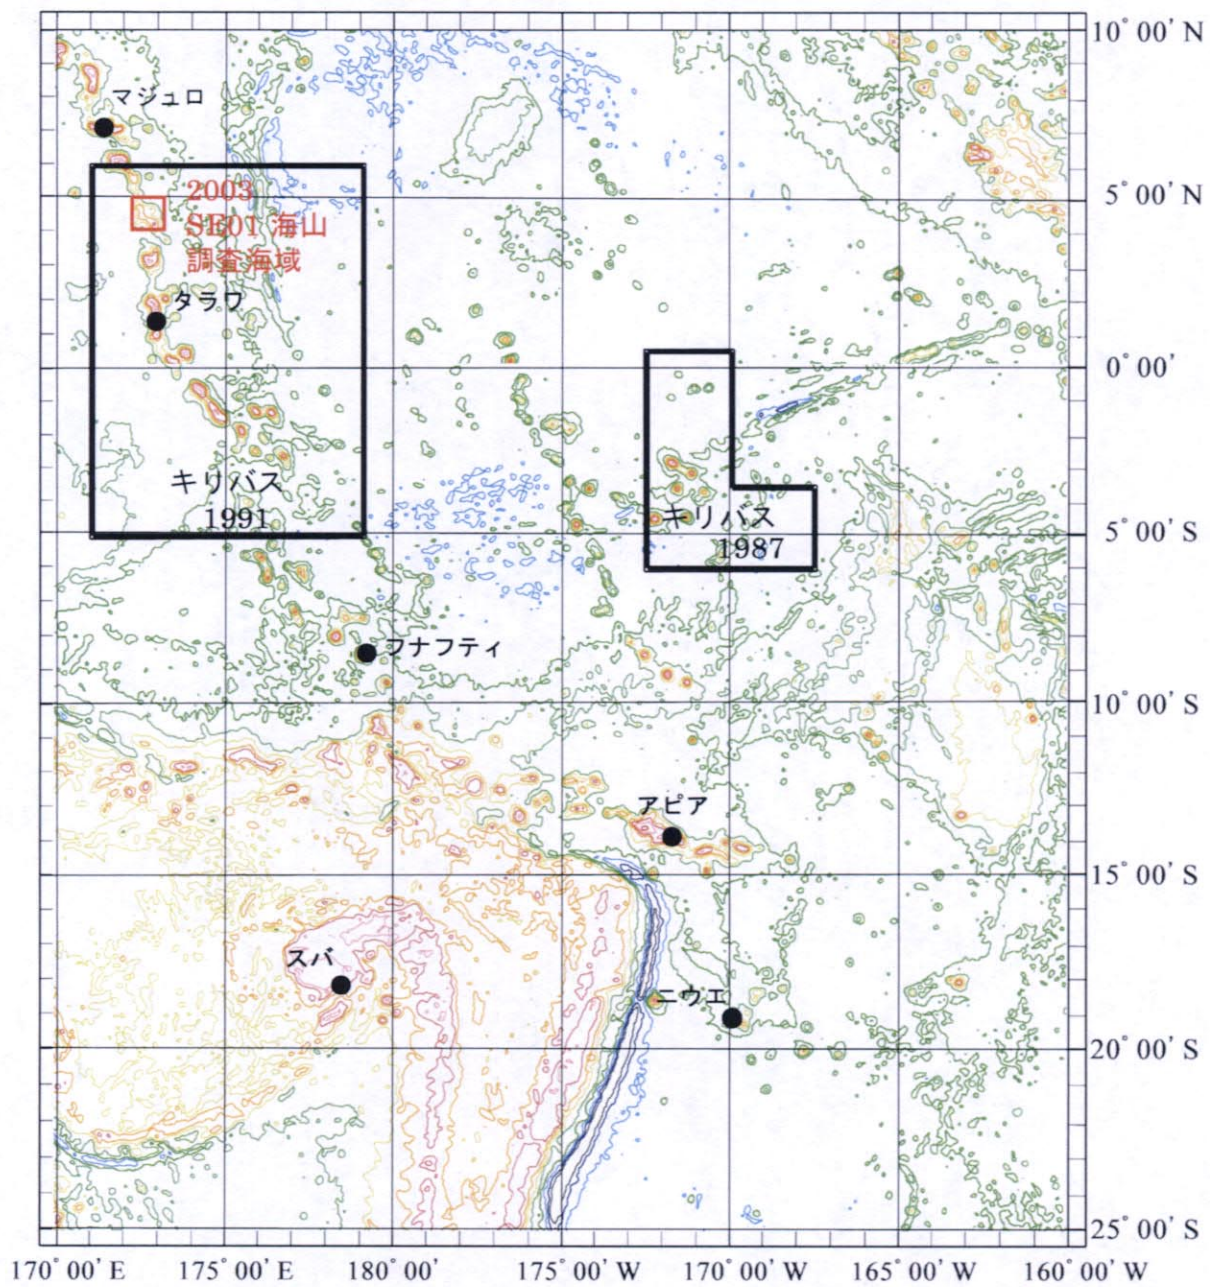 10° 00' N
マジュロ
5° 00' N
2003
SE01 海山
調査海域
タラワ
0° 00'
キリバス
1991
キリバス
1987
5° 00' S
フナフティ
10° 00' S
アピア
15° 00' S
スバ
ニウエ
20° 00' S
25° 00' S
170° 00' E 175° 00' E 180° 00' 175° 00' W 170° 00' W 165° 00' W 160° 00' W